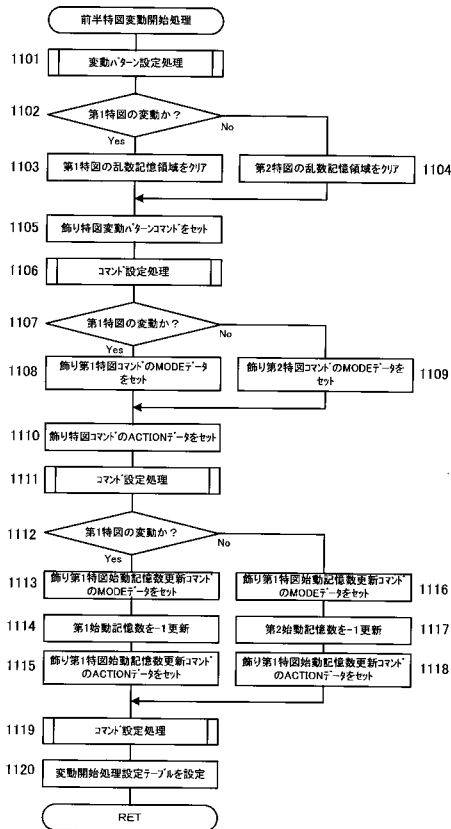 前半特図変動開始処理
1101
変動パターン設定処理
1102
第1特図の変動か？
No
Yes
1103
第1特図の乱数記憶領域をクリア
第2特図の乱数記憶領域をクリア
1104
1105
飾り特図変動パターンコマンドをセット
1106
コマンド設定処理
1107
第1特図の変動か？
No
Yes
1108
飾り第1特図コマンドのMODEデータ
をセット
飾り第2特図コマンドのMODEデータを
セット
1109
1110
飾り特図コマンドのACTIONデータをセット
1111
コマンド設定処理
1112
第1特図の変動か？
No
Yes
1113
飾り第1特図始動記憶数更新コマンド
のMODEデータをセット
飾り第1特図始動記憶数更新コマンド
のMODEデータをセット
1116
1114
第1始動記憶数を-1更新
第2始動記憶数を-1更新
1117
1115
飾り第1特図始動記憶数更新コマンド
のACTIONデータをセット
飾り第1特図始動記憶数更新コマンド
のACTIONデータをセット
1118
1119
コマンド設定処理
1120
変動開始処理設定テーブルを設定
RET